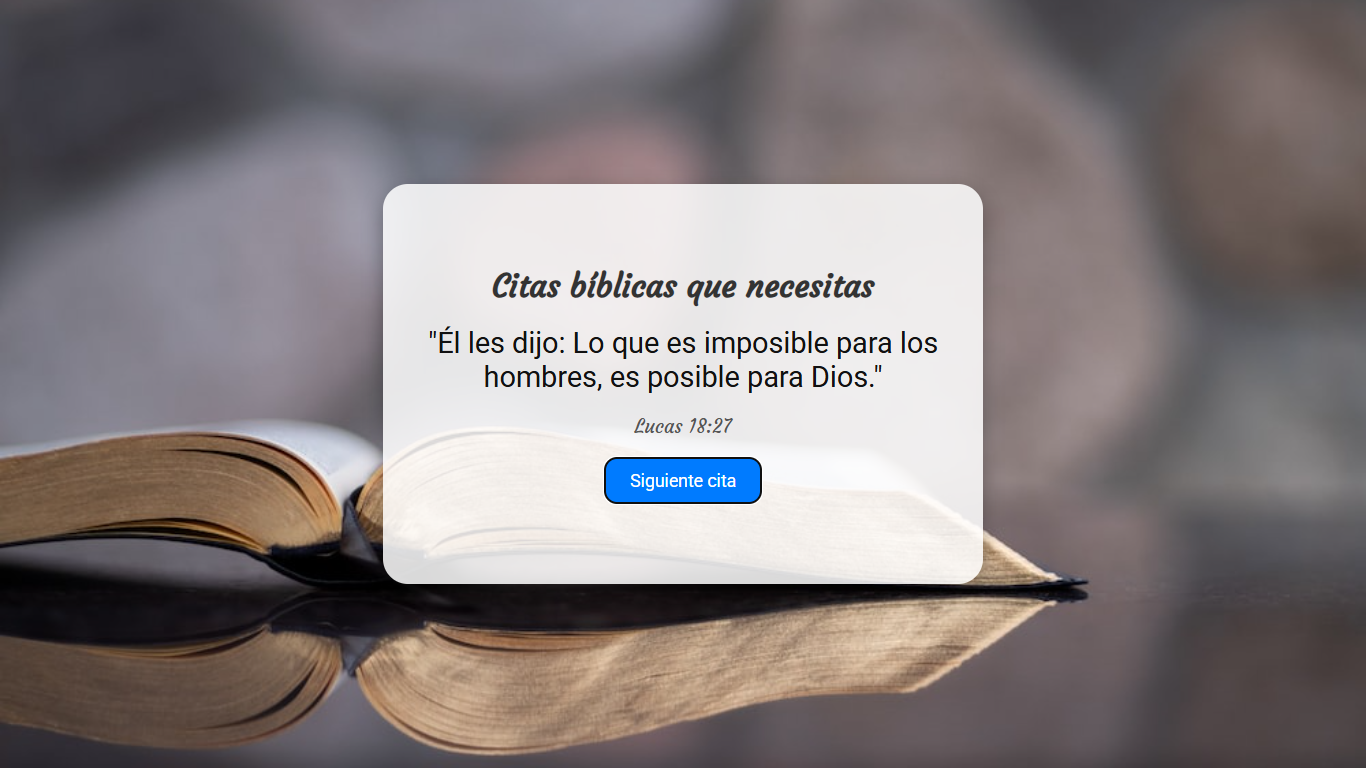 Citas bíblicas que necesitas
"Él les dijo: Lo que es imposible para los
hombres, es posible para Dios."
Lucas 18:27
Siguiente cita